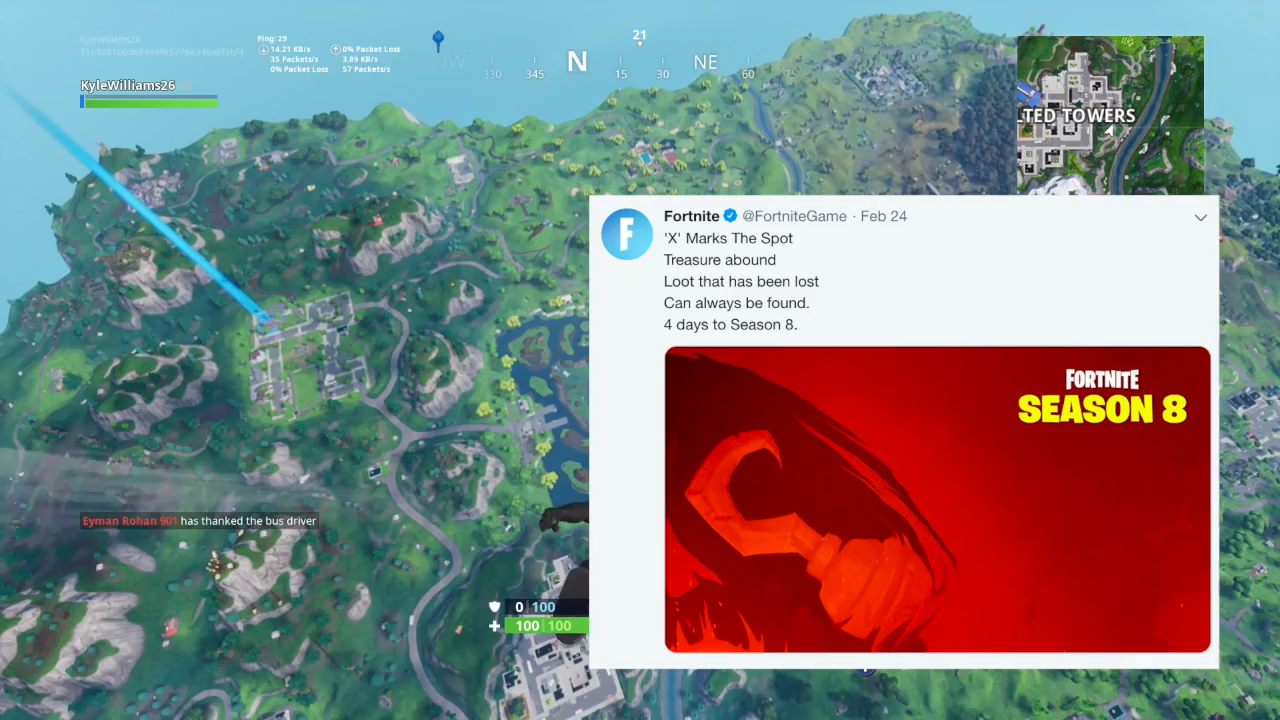 KyleWilliams26
Ping: 29
14.21 KB/s
0% Packet Loss
35 Packets/s
3.89 KB/s
0% Packet Loss
57 Packets/s
KyleWilliams26
21
330
345
N
15
30
NE
60
75
LTED TOWERS
Fortnite @FortniteGame · Feb 24
'X' Marks The Spot
Treasure abound
Loot that has been lost
Can always be found.
4 days to Season 8.
FORTNITE
SEASON 8
Eyman Rohan 901 has thanked the bus driver
0 | 100
100 | 100